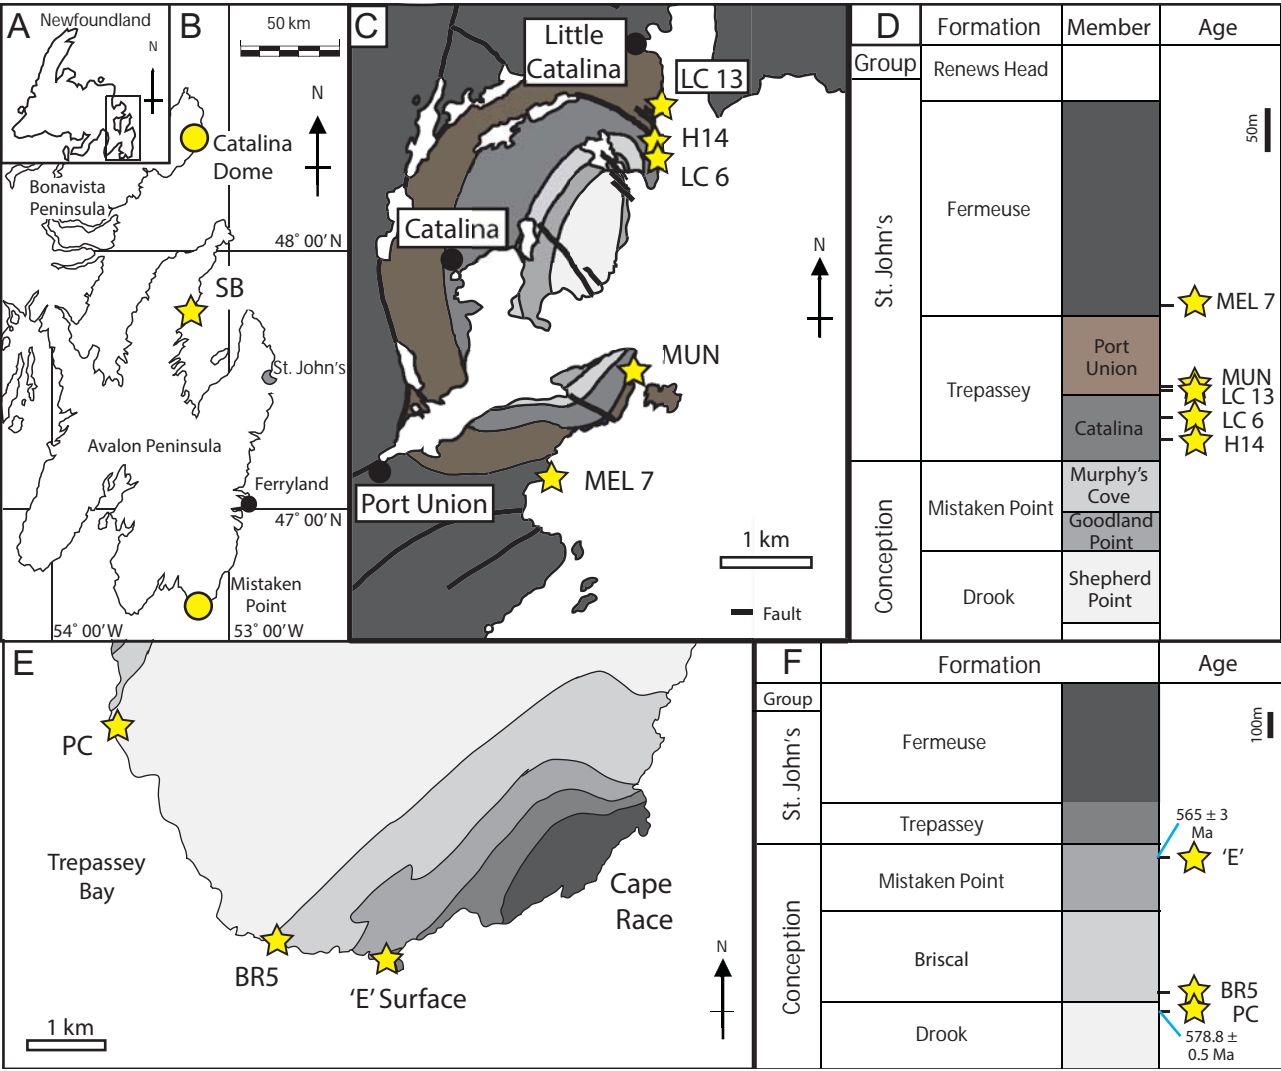 A
Newfoundland
N
B
50 km
N
Catalina
Dome
Bonavista
Peninsula
48° 00' N
SB
St. John's
Avalon Peninsula
Ferryland
47° 00' N
Mistaken
Point
54° 00' W
53° 00' W
C
Little
Catalina
LC 13
H14
LC 6
Catalina
N
MUN
MEL 7
Port Union
1 km
Fault
D
Formation
Member
Age
Group
Renews Head
50m
St. John's
Fermeuse
MEL 7
Trepassey
Port
Union
MUN
LC 13
Catalina
LC 6
H14
Conception
Mistaken Point
Murphy's
Cove
Goodland
Point
Drook
Shepherd
Point
E
PC
Trepassey
Bay
BR5
'E' Surface
Cape
Race
N
1 km
F
Formation
Age
Group
100m
St. John's
Fermeuse
Trepassey
565 ± 3
Ma
'E'
Conception
Mistaken Point
Briscal
BR5
PC
Drook
578.8 ±
0.5 Ma